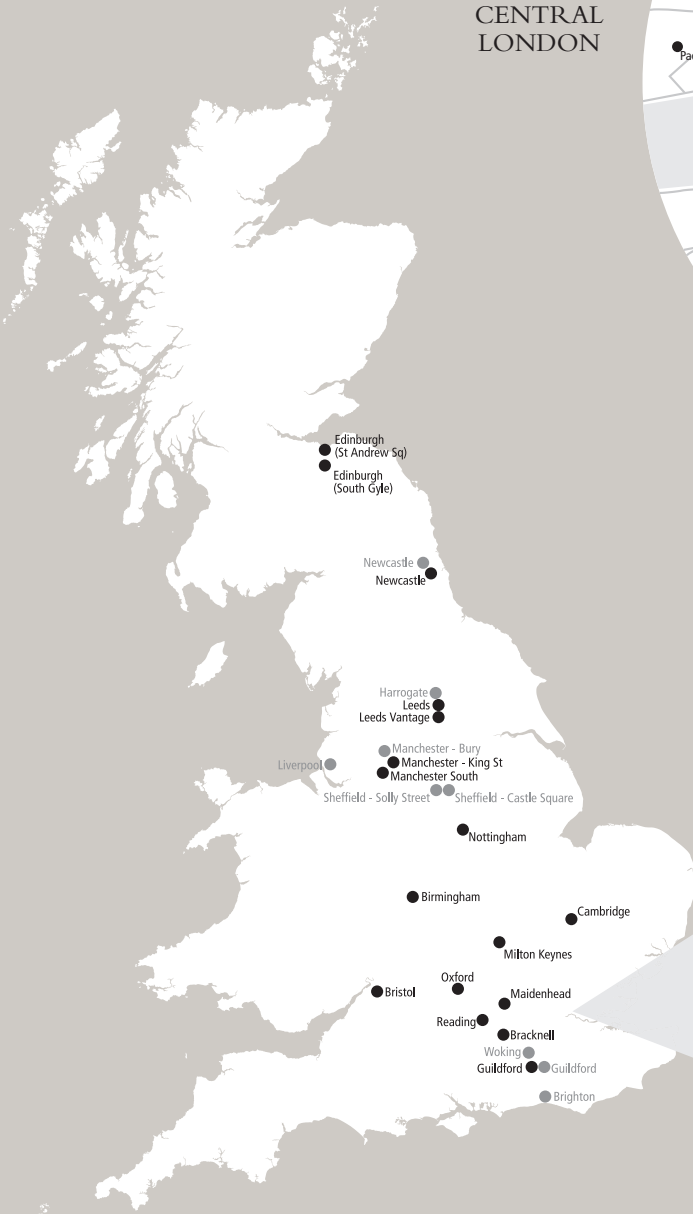 CENTRAL
LONDON
Edinburgh
(St Andrew Sq)
Edinburgh
(South Gyle)
Newcastle
Newcastle
Harrogate
Leeds
Leeds Vantage
Manchester - Bury
Manchester - King St
Liverpool
Manchester South
Sheffield - Solly Street
Sheffield - Castle Square
Nottingham
Birmingham
Cambridge
Milton Keynes
Oxford
Bristol
Maidenhead
Reading
Bracknell
Woking
Guildford
Guildford
Brighton